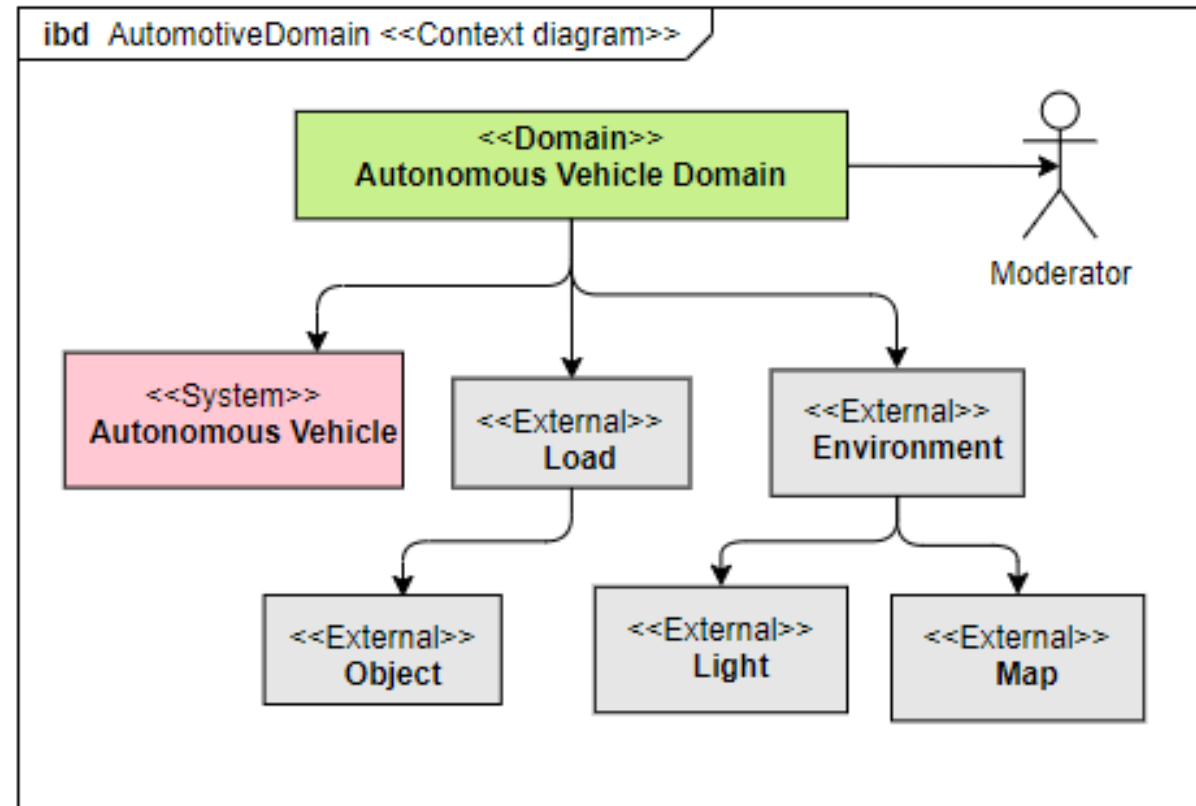 ibd AutomotiveDomain <<Context diagram>>
<<Domain>>
Autonomous Vehicle Domain
Moderator
<<System>>
Autonomous Vehicle
<<External>>
Load
<<External>>
Environment
<<External>>
Object
<<External>>
Light
<<External>>
Map